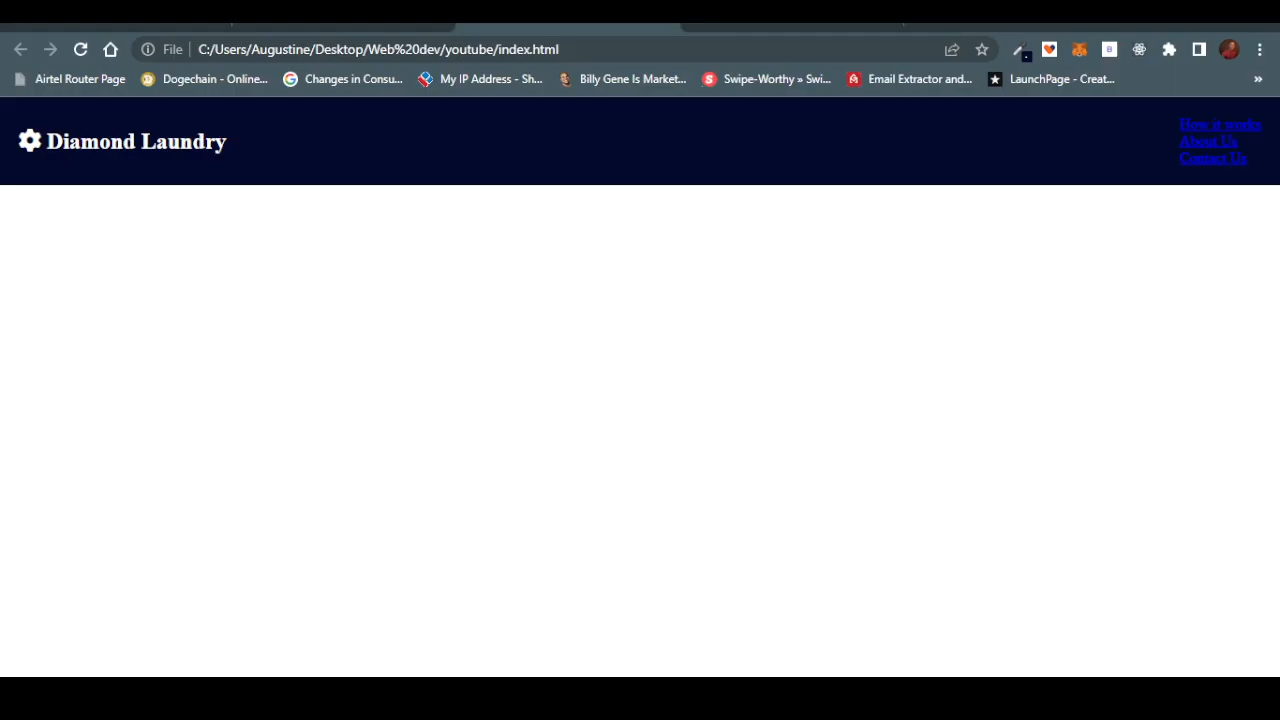 File C:/Users/Augustine/Desktop/Web%20dev/youtube/index.html
Airtel Router Page Dogechain - Online... Changes in Consu... My IP Address - Sh... Billy Gene Is Market... Swipe-Worthy » Swi... Email Extractor and... LaunchPage - Creat... »
Diamond Laundry
How it works
About Us
Contact Us